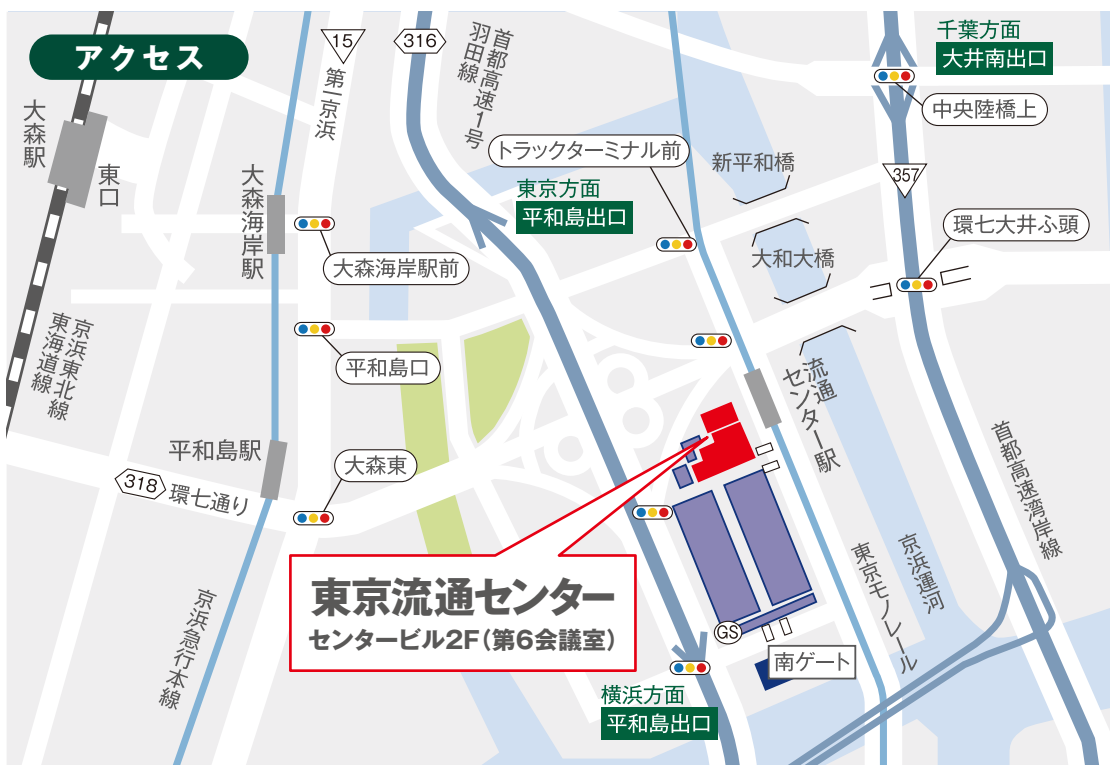 アクセス
15
316
首都高速1号
羽田線
千葉方面
大井南出口
中央陸橋上
大森駅
東口
第一京浜
大森海岸駅
トラックターミナル前
新平和橋
357
東京方面
平和島出口
環七大井ふ頭
大森海岸駅前
大和大橋
京浜東北線
東海道線
平和島口
流通
センター駅
平和島駅
大森東
318
環七通り
首都高速湾岸線
東京流通センター
センタービル2F(第6会議室)
京浜急行本線
東京モノレール
京浜運河
GS
南ゲート
横浜方面
平和島出口